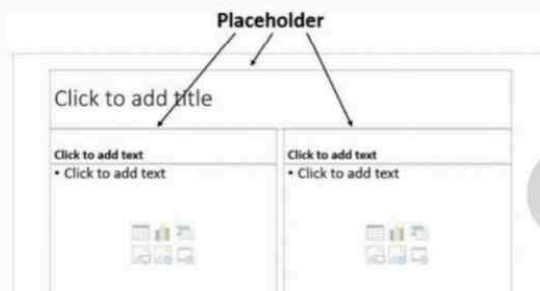 Placeholder
Click to add title
Click to add text
• Click to add text
Click to add text
• Click to add text